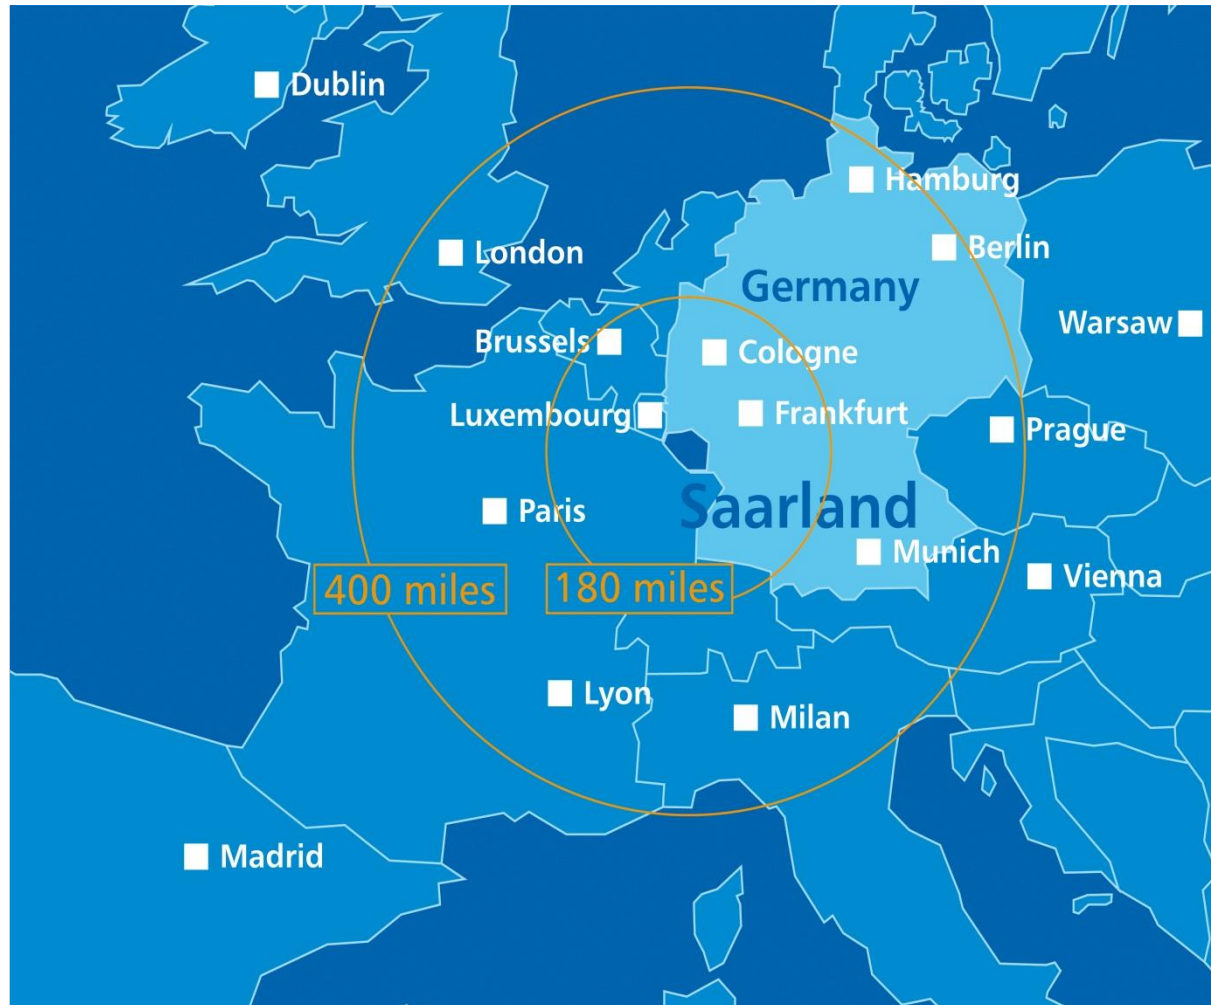 Dublin
Hamburg
London
Berlin
Germany
Warsaw
Brussels
Cologne
Luxembourg
Frankfurt
Prague
Saarland
Paris
Munich
Vienna
400 miles
180 miles
Lyon
Milan
Madrid